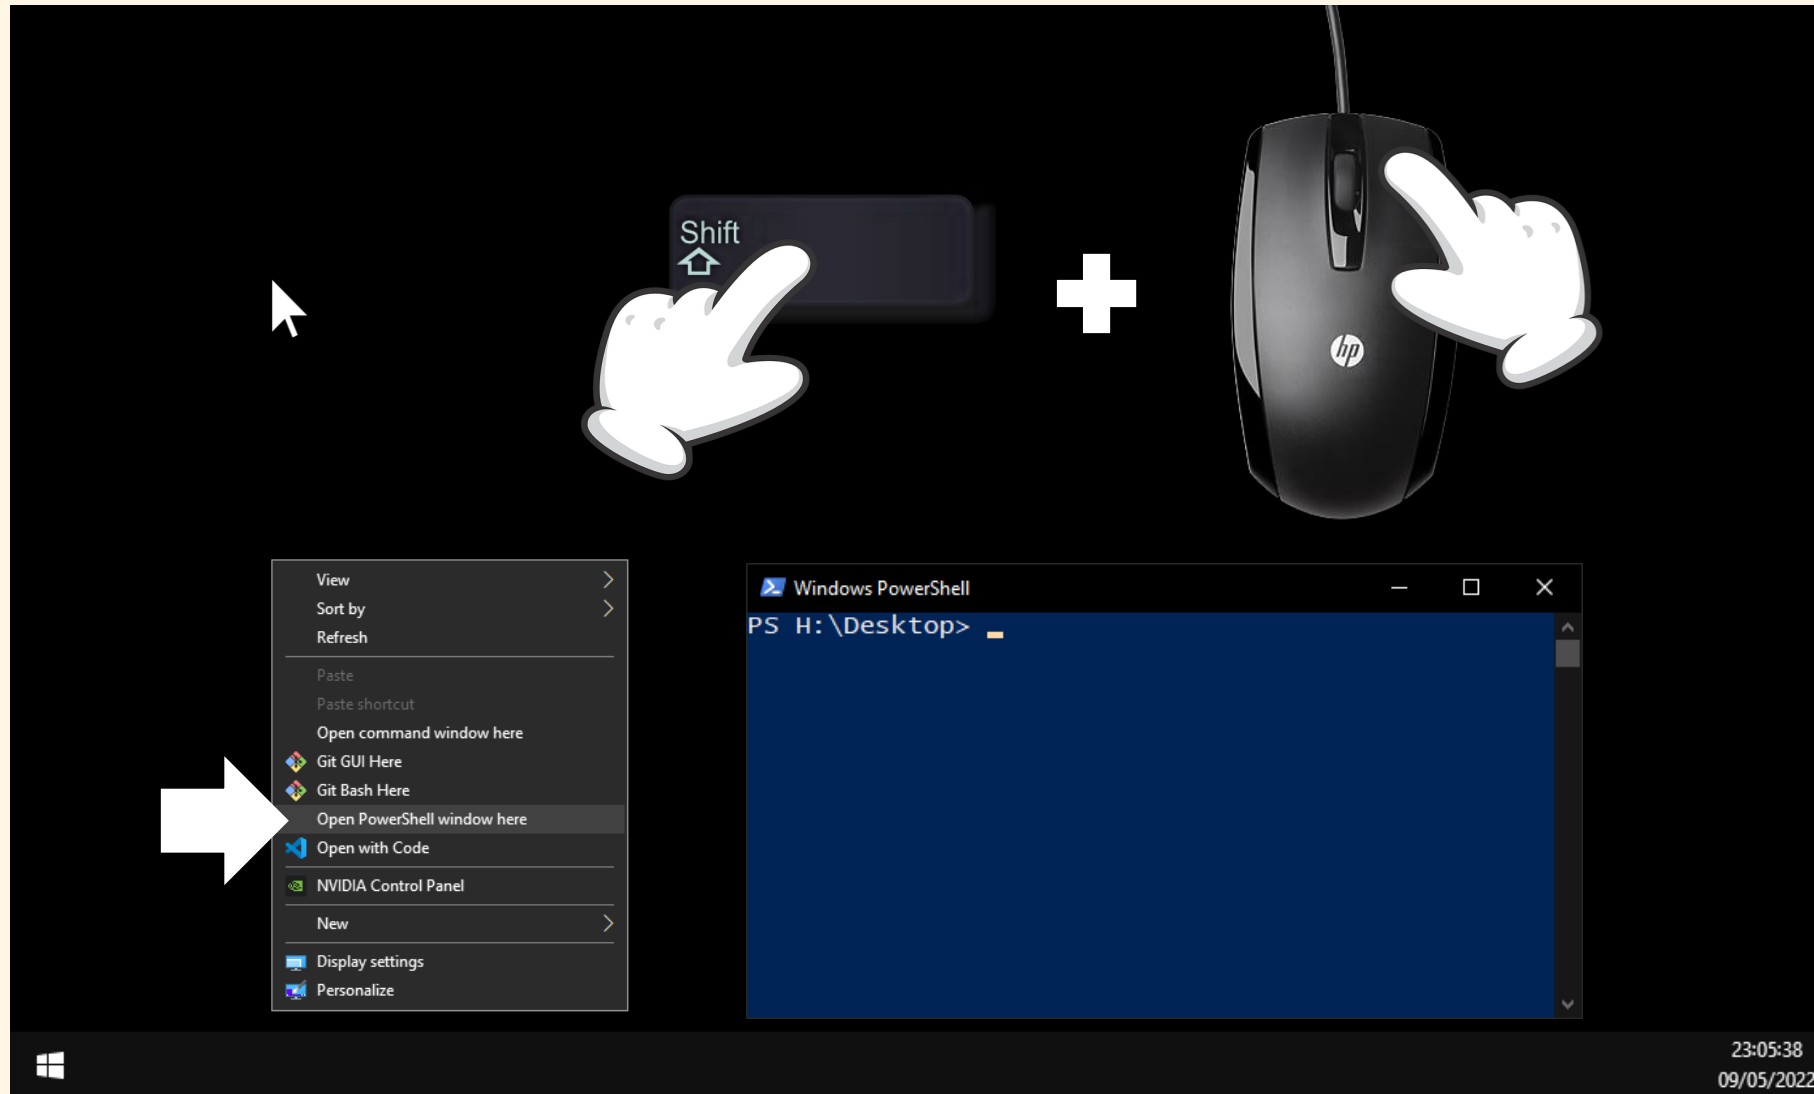 Shift
hp
View
Sort by
Refresh
Paste
Paste shortcut
Open command window here
Git GUI Here
Git Bash Here
Open PowerShell window here
Open with Code
NVIDIA Control Panel
New
Display settings
Personalize
Windows PowerShell
PS H:\Desktop> _
23:05:38
09/05/2022